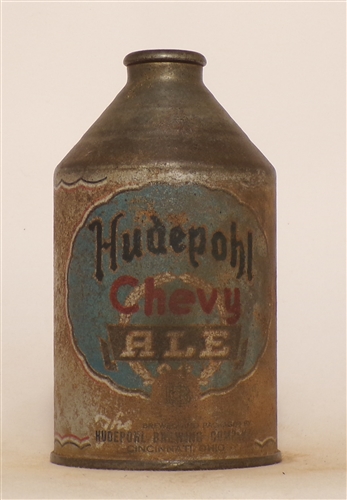 Hudepohl
Chevy
ALE
The
HUDEPOHL BREWING COMPANY
CINCINNATI, OHIO